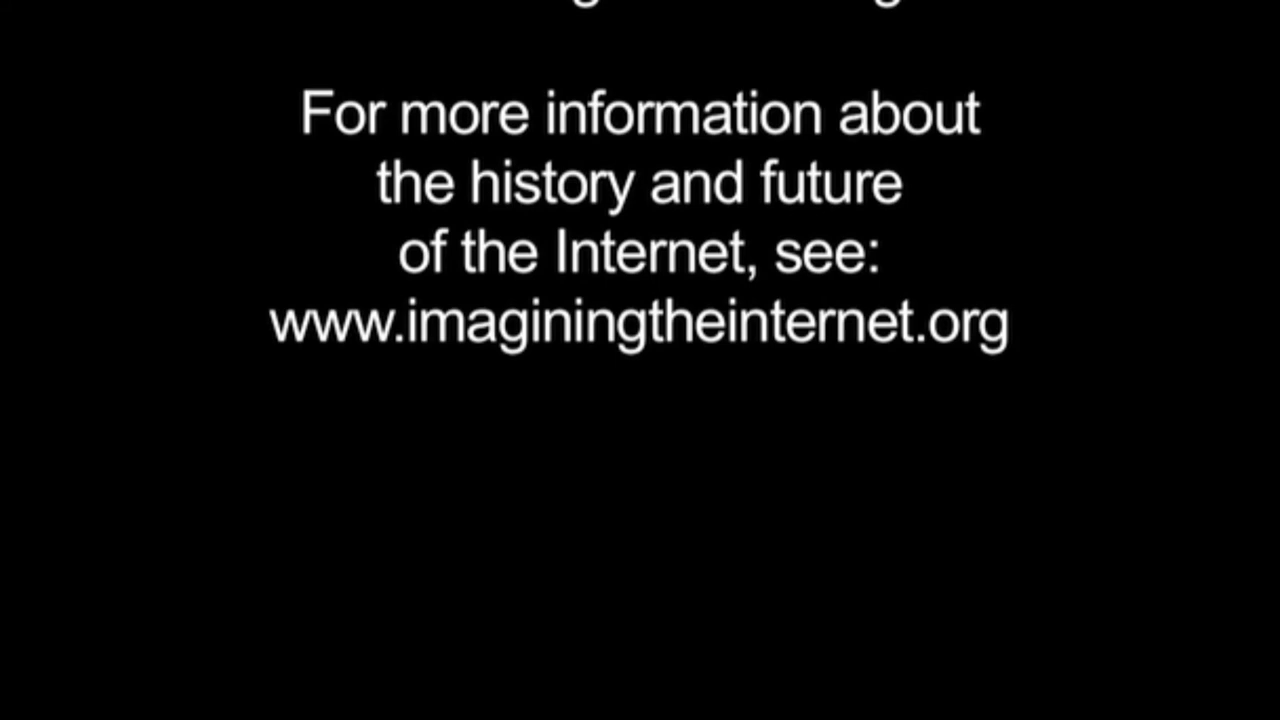 For more information about
the history and future
of the Internet, see:
www.imaginingtheinternet.org